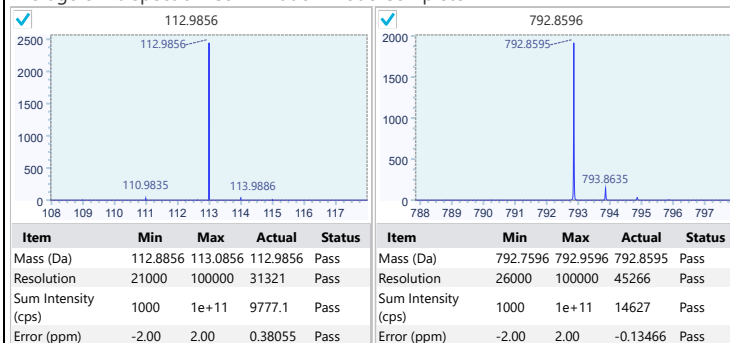 112.9856
2500
2000
1500
1000
500
0
112.9856
110.9835
113.9886
108 109 110 111 112 113 114 115 116 117
Item Min Max Actual Status
Mass (Da) 112.8856 113.0856 112.9856 Pass
Resolution 21000 100000 31321 Pass
Sum Intensity
(cps) 1000 1e+11 9777.1 Pass
Error (ppm) -2.00 2.00 0.38055 Pass
792.8596
2000
1500
1000
500
0
792.8595
793.8635
788 789 790 791 792 793 794 795 796 797
Item Min Max Actual Status
Mass (Da) 792.7596 792.9596 792.8595 Pass
Resolution 26000 100000 45266 Pass
Sum Intensity
(cps) 1000 1e+11 14627 Pass
Error (ppm) -2.00 2.00 -0.13466 Pass